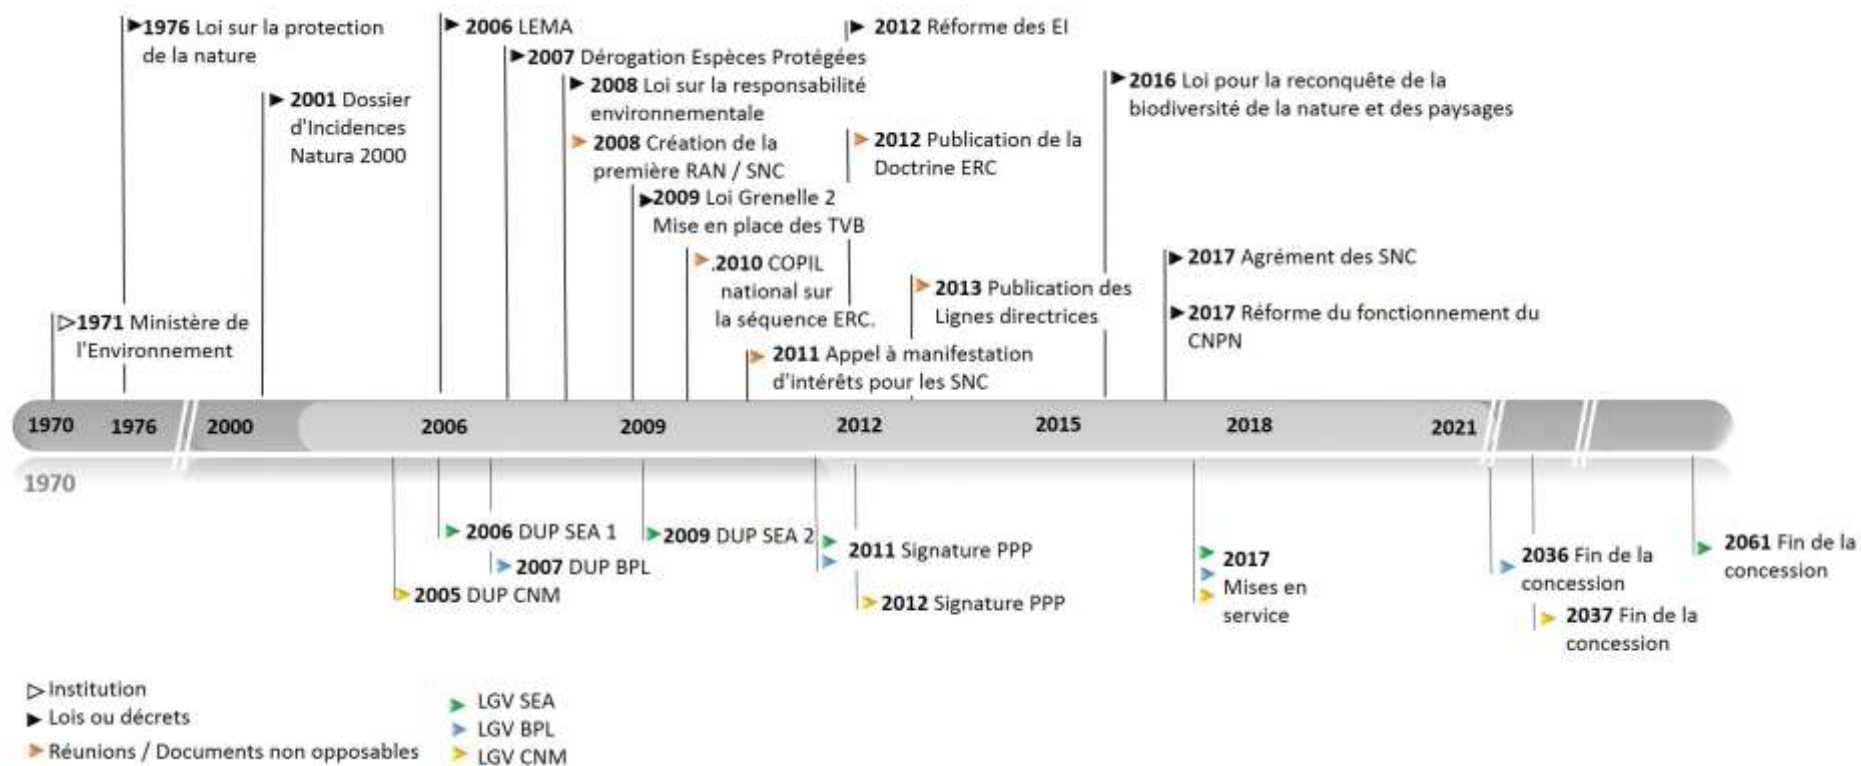 1976 Loi sur la protection
de la nature
2001 Dossier
d'Incidences
Natura 2000
1971 Ministère de
l'Environnement
2006 LEMA
2007 Dérogation Espèces Protégées
2008 Loi sur la responsabilité
environnementale
2008 Création de la
première RAN / SNC
2009 Loi Grenelle 2
Mise en place des TVB
.2010 COPIL
national sur
la séquence ERC.
2011 Appel à manifestation
d'intérêts pour les SNC
2012 Réforme des EI
2012 Publication de la
Doctrine ERC
2013 Publication des
Lignes directrices
2016 Loi pour la reconquête de la
biodiversité de la nature et des paysages
2017 Agrément des SNC
2017 Réforme du fonctionnement du
CNPN
1970 1976 2000 2006 2009 2012 2015 2018 2021
1970
2006 DUP SEA 1
2007 DUP BPL
2005 DUP CNM
2009 DUP SEA 2
2011 Signature PPP
2012 Signature PPP
2017
Mises en
service
2036 Fin de la
concession
2037 Fin de la
concession
2061 Fin de la
concession
Institution
Lois ou décrets
Réunions / Documents non opposables
LGV SEA
LGV BPL
LGV CNM